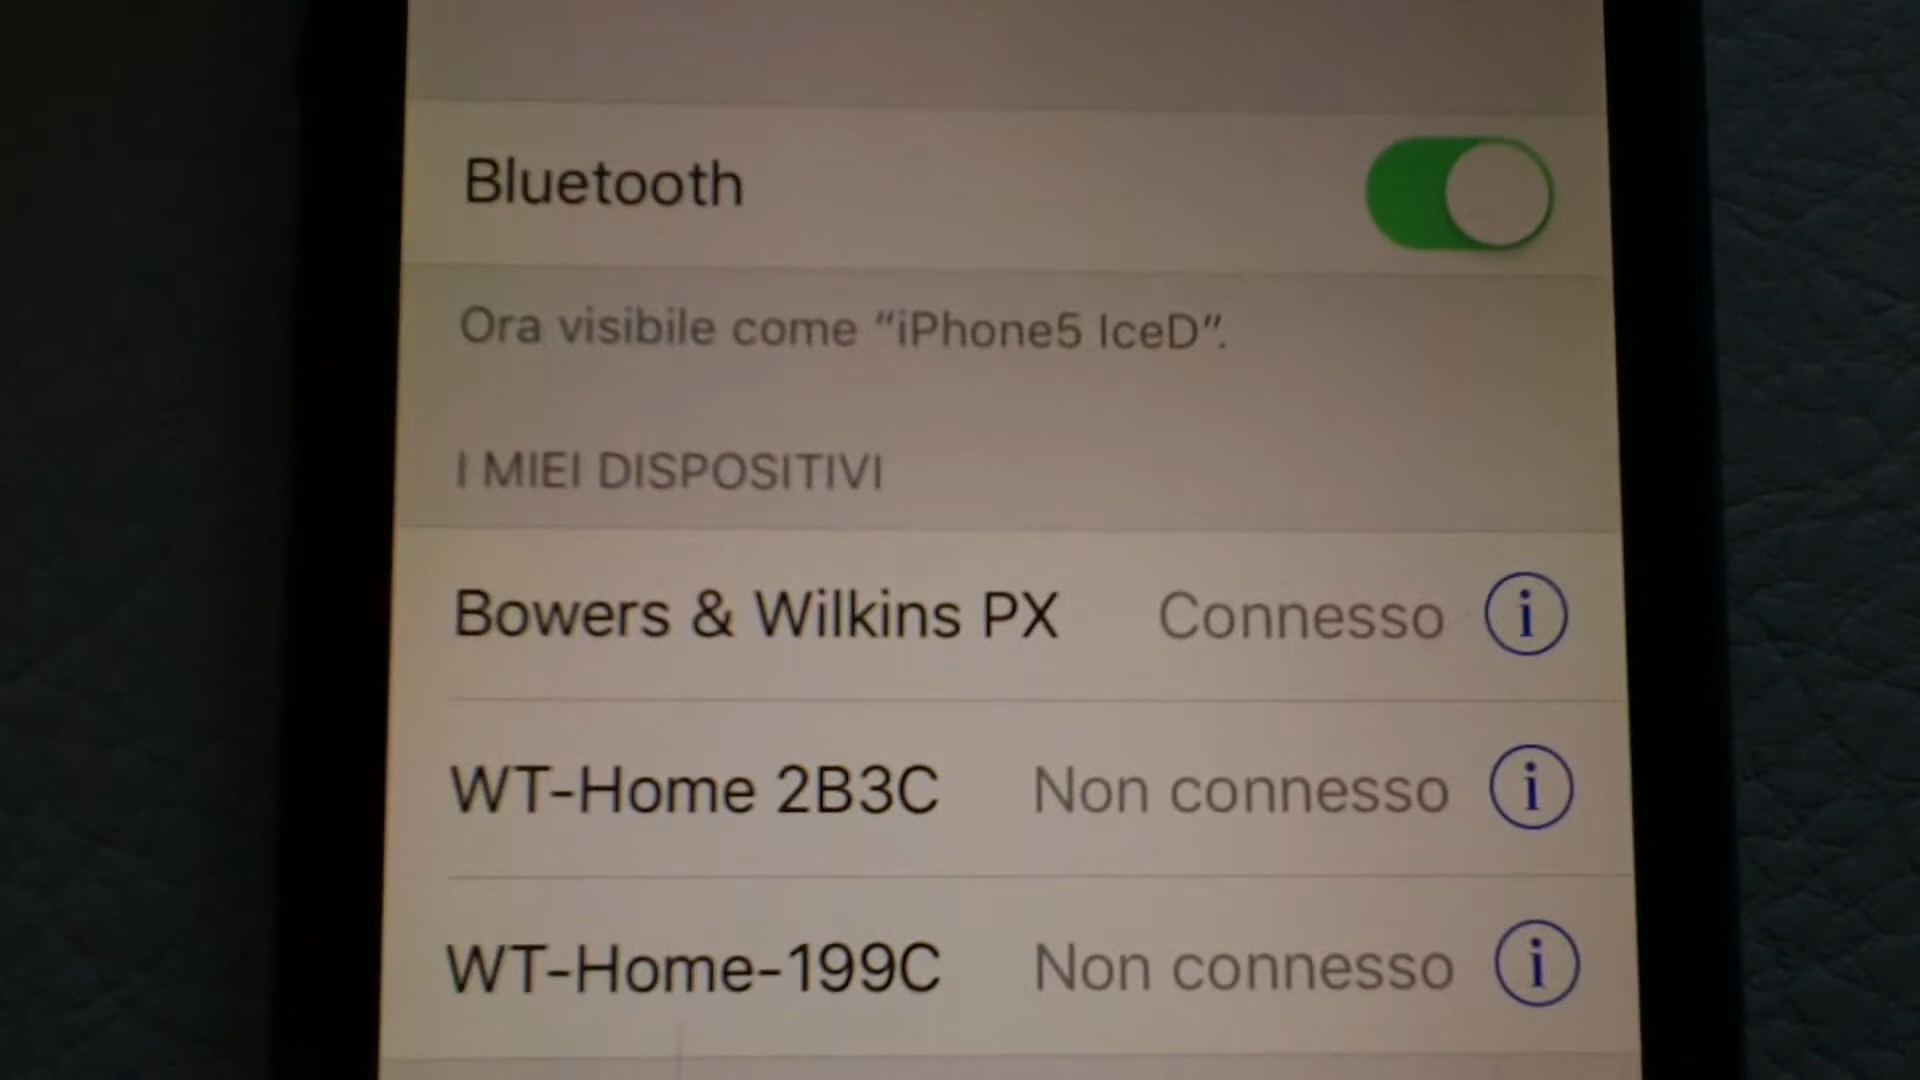 Bluetooth
Ora visibile come “iPhone5 IceD”.
I MIEI DISPOSITIVI
Bowers & Wilkins PX Connesso i
WT-Home 2B3C Non connesso i
WT-Home-199C Non connesso i